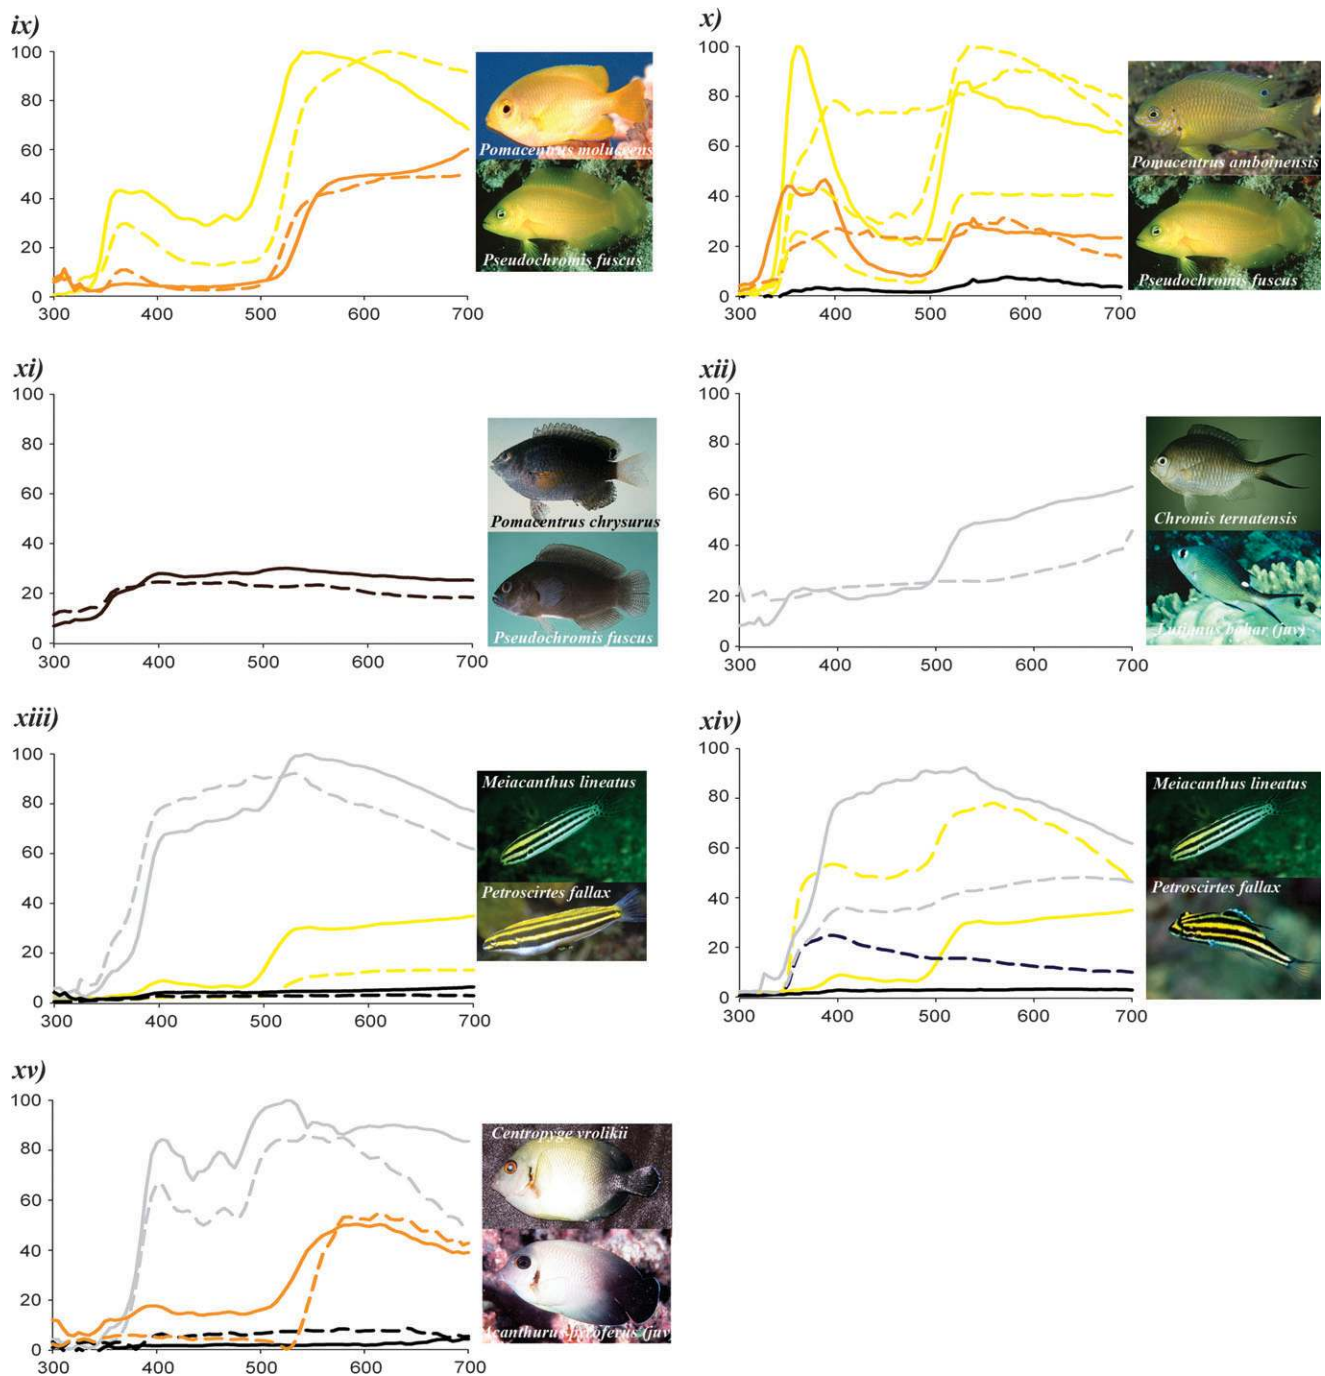 ix)
100
80
60
40
20
0
300 400 500 600 700
Pomacentrus moluccens
Pseudochromis fuscus
x)
100
80
60
40
20
0
300 400 500 600 700
Pomacentrus amboinensis
Pseudochromis fuscus
xi)
100
80
60
40
20
0
300 400 500 600 700
Pomacentrus chrysurus
Pseudochromis fuscus
xii)
100
80
60
40
20
0
300 400 500 600 700
Chromis ternatensis
Lutjanus bohar (juv)
xiii)
100
80
60
40
20
0
300 400 500 600 700
Meiacanthus lineatus
Petroscirtes fallax
xiv)
100
80
60
40
20
0
300 400 500 600 700
Meiacanthus lineatus
Petroscirtes fallax
xv)
100
80
60
40
20
0
300 400 500 600 700
Centropyge vrolikii
Acanthurus pyroferus (juv